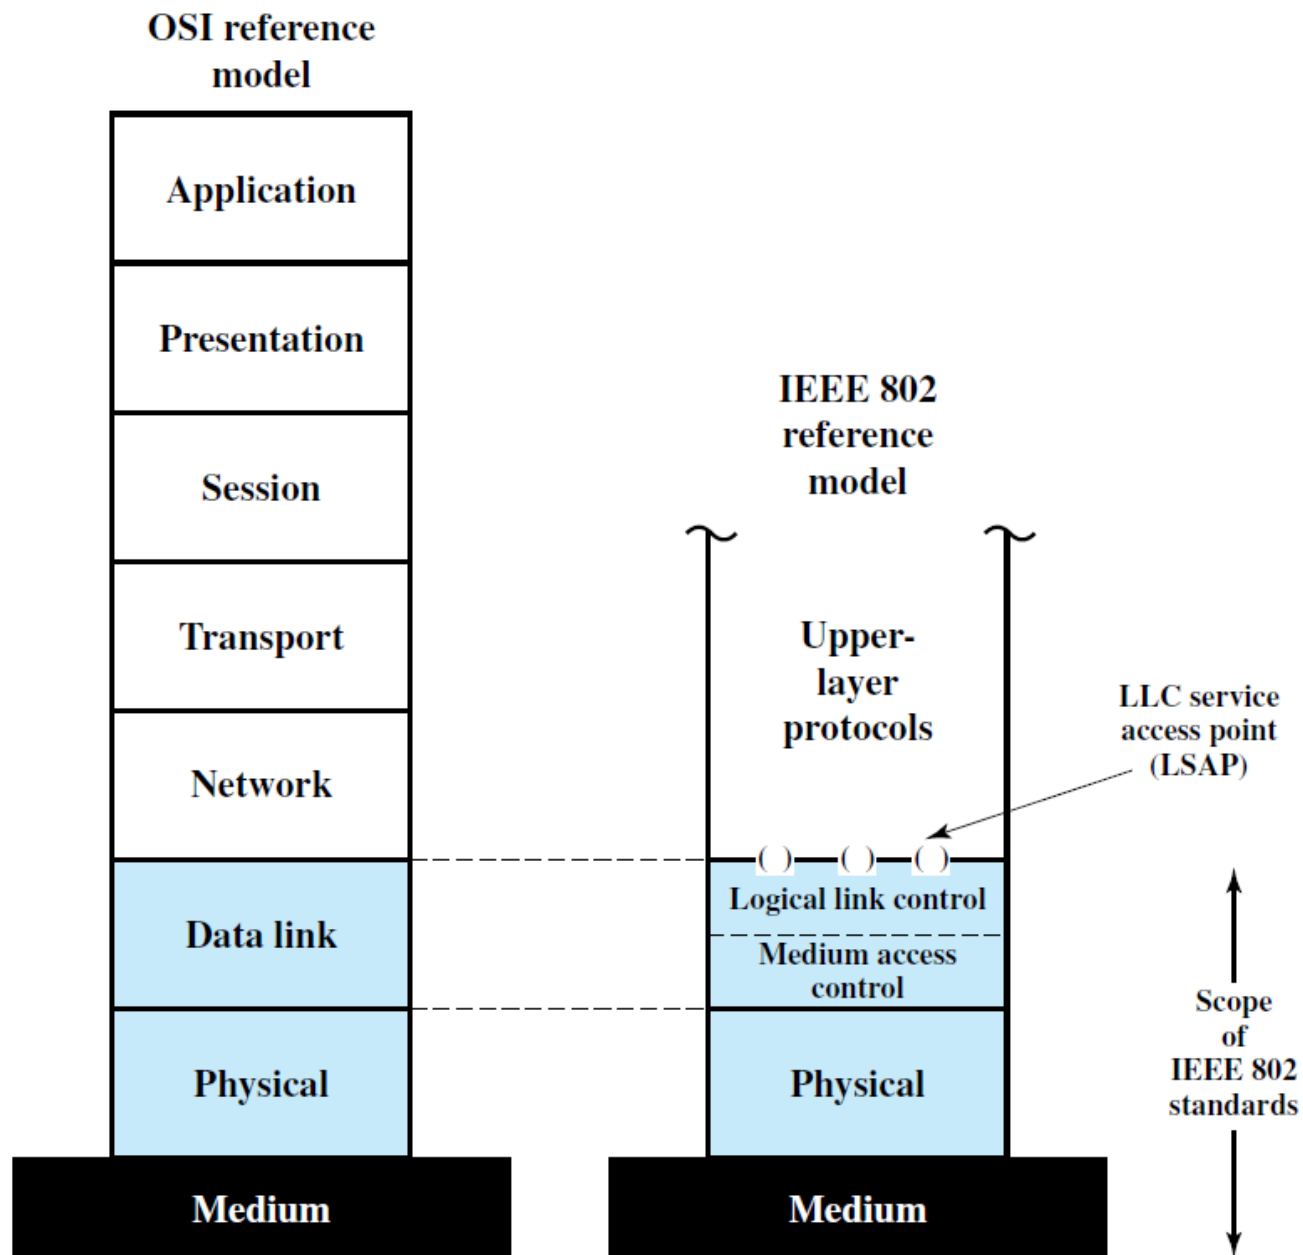 OSI reference
model
Application
Presentation
Session
Transport
Network
Data link
Physical
Medium
IEEE 802
reference
model
Upper-
layer
protocols
LLC service
access point
(LSAP)
( ) ( ) ( )
Logical link control
Medium access
control
Physical
Medium
Scope
of
IEEE 802
standards